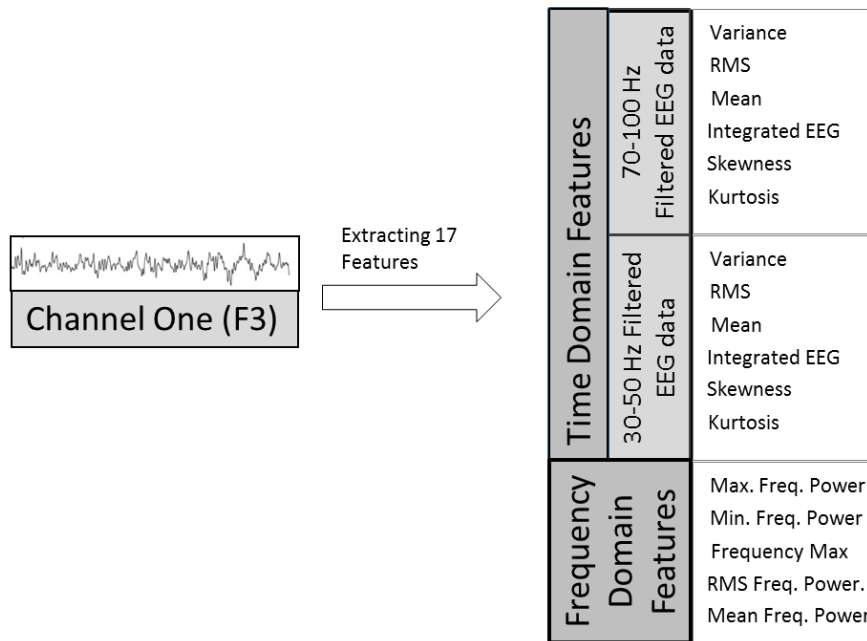 Channel One (F3)
Extracting 17
Features
Time Domain Features
70-100 Hz
Filtered EEG data
Variance
RMS
Mean
Integrated EEG
Skewness
Kurtosis
30-50 Hz Filtered
EEG data
Variance
RMS
Mean
Integrated EEG
Skewness
Kurtosis
Frequency
Domain
Features
Max. Freq. Power
Min. Freq. Power
Frequency Max
RMS Freq. Power.
Mean Freq. Power